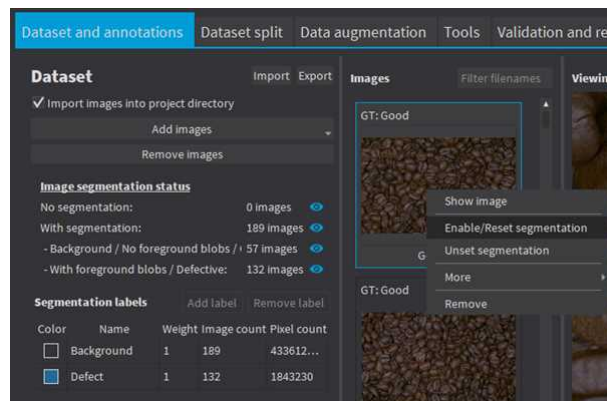 Dataset and annotations Dataset split Data augmentation Tools Validation and re
Dataset Import Export
Import images into project directory
Add images
Remove images
Image segmentation status
No segmentation: 0 images
With segmentation: 189 images
- Background / No foreground blobs / 57 images
- With foreground blobs / Defective: 132 images
Segmentation labels Add label Remove label
Color Name Weight Image count Pixel count
Background 1 189 433612...
Defect 1 132 1843230
Images Filter filenames
GT: Good
G
GT: Good
Show image
Enable/Reset segmentation
Unset segmentation
More
Remove
Viewin